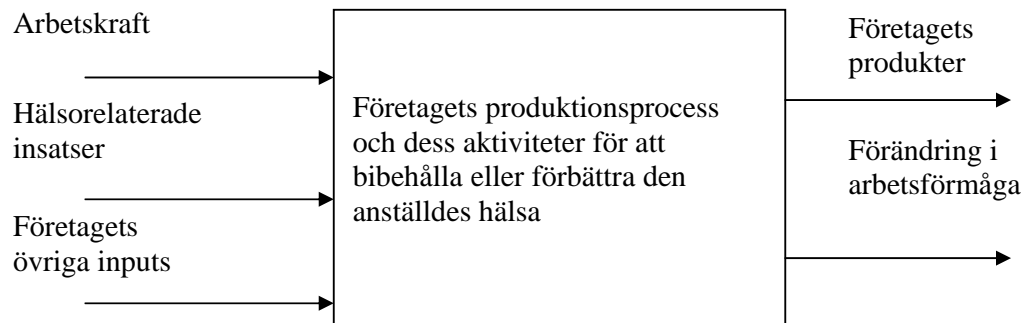 Arbetskraft
Hälsorelaterade
insatser
Företagets
övriga inputs
Företagets produktionsprocess
och dess aktiviteter för att
bibehålla eller förbättra den
anställdes hälsa
Företagets
produkter
Förändring i
arbetsförmåga